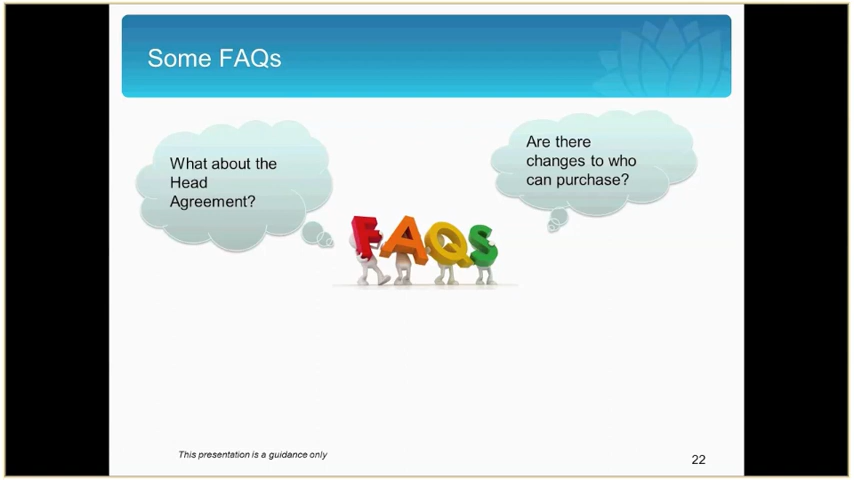 Some FAQs
What about the
Head
Agreement?
Are there
changes to who
can purchase?
FAQS
This presentation is a guidance only
22